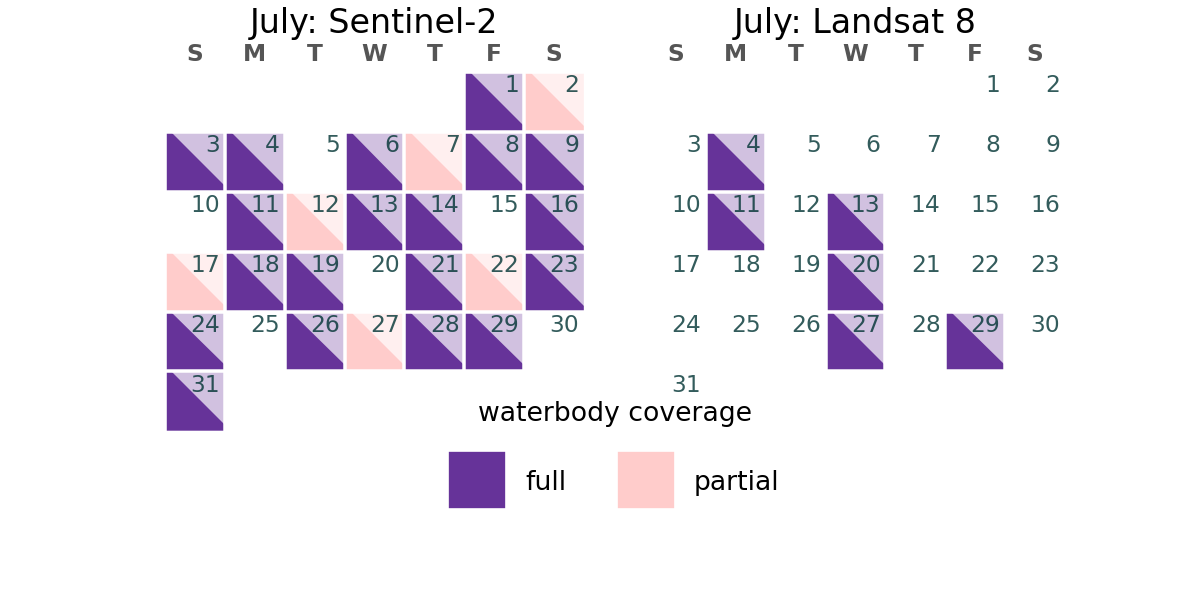 July: Sentinel-2
S M T W T F S
1 2
3 4 5 6 7 8 9
10 11 12 13 14 15 16
17 18 19 20 21 22 23
24 25 26 27 28 29 30
31
July: Landsat 8
S M T W T F S
1 2
3 4 5 6 7 8 9
10 11 12 13 14 15 16
17 18 19 20 21 22 23
24 25 26 27 28 29 30
31
waterbody coverage
full
partial